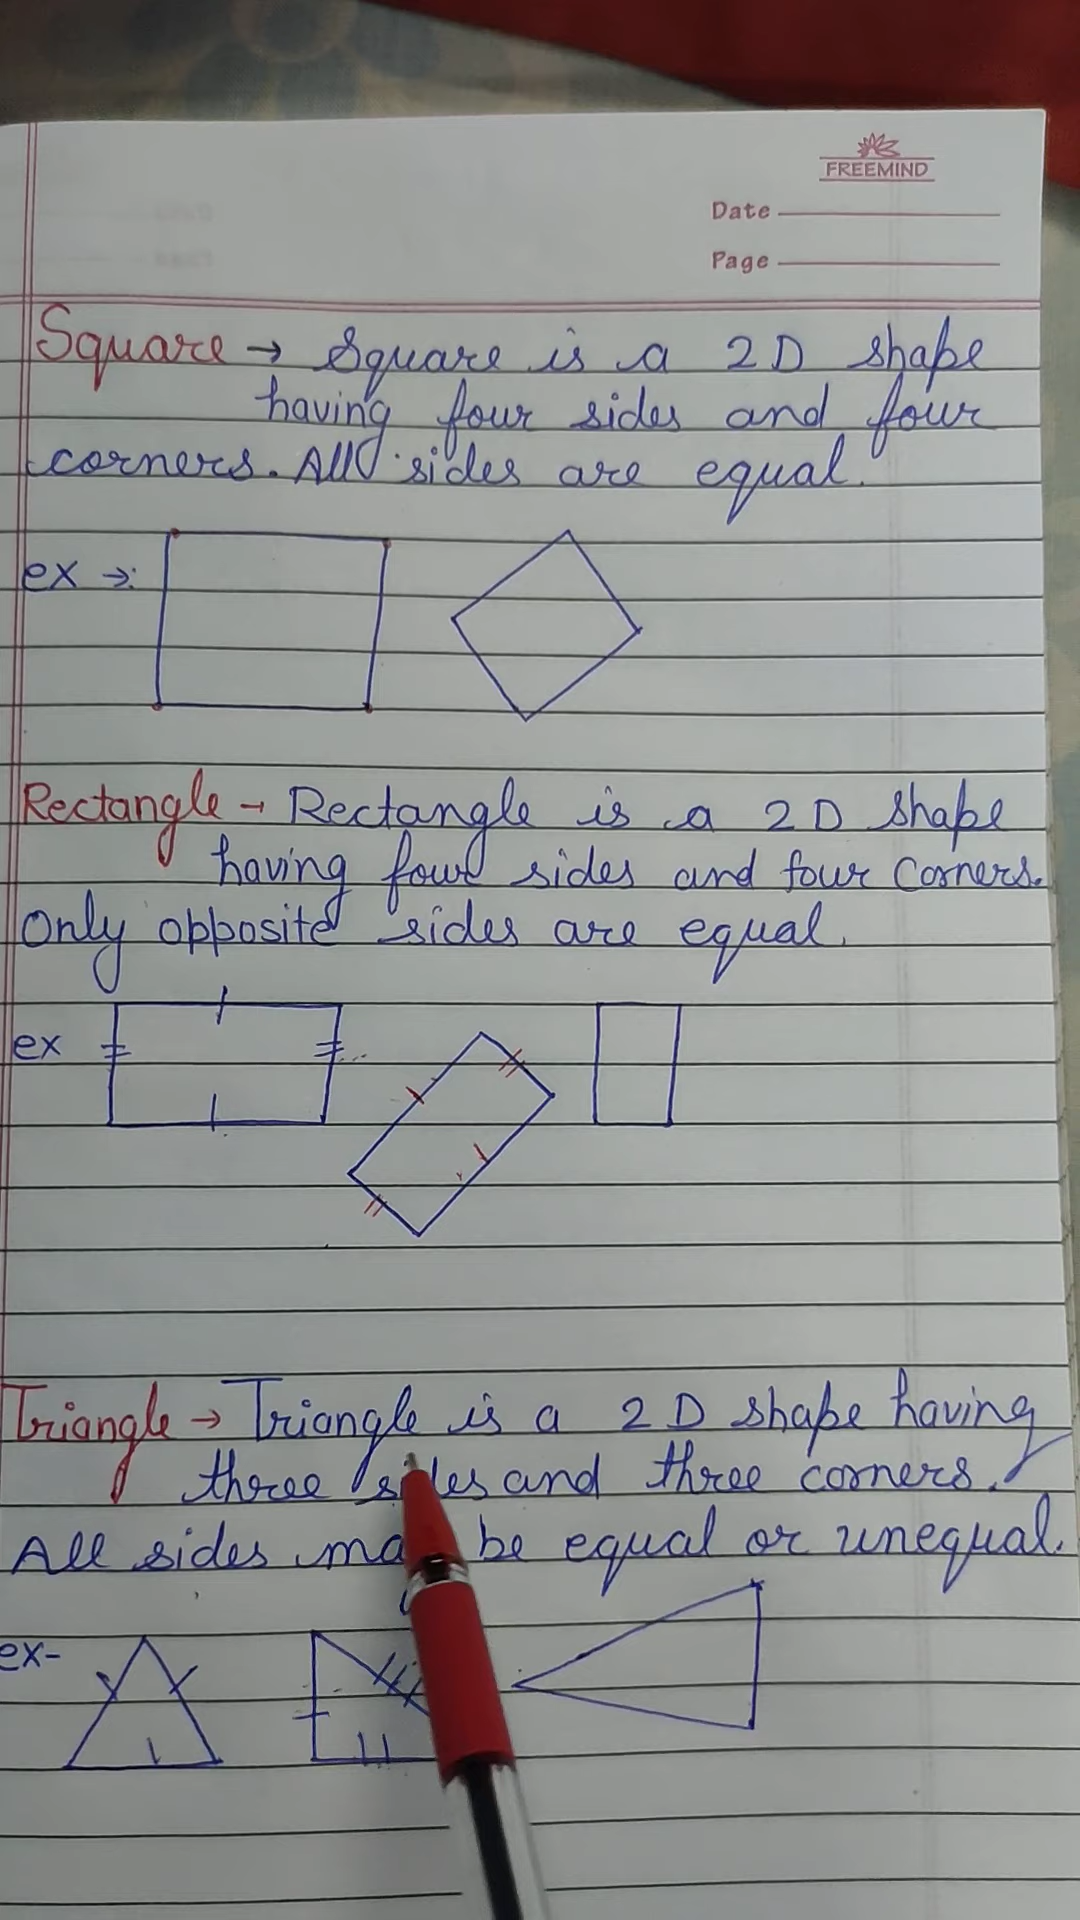 FREEMIND
Date
Page
Square → Square is a 2D shape
having four sides and four
corners. All sides are equal.
ex →:
Rectangle → Rectangle is a 2D shape
having four sides and four corners.
Only opposite sides are equal.
ex
Triangle → Triangle is a 2D shape having
three sides and three corners.
All sides be equal or unequal.
ex-